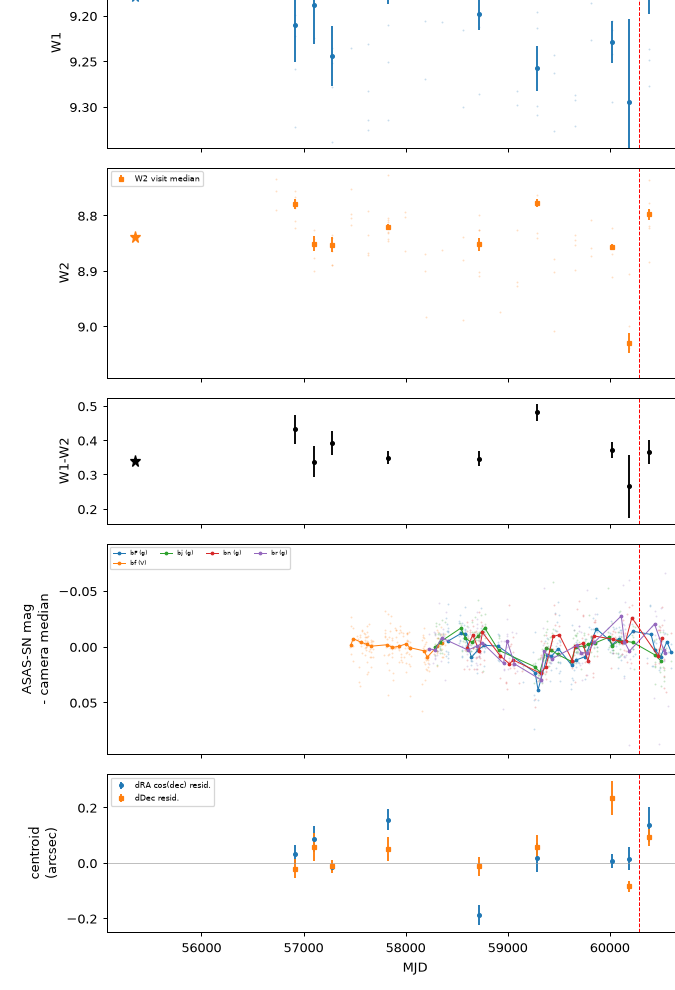 9.20
9.25
9.30
W1
W2 visit median
8.8
8.9
9.0
W2
0.5
0.4
0.3
0.2
W1-W2
bF (g) bj (g) bn (g) br (g)
bf (V)
−0.05
0.00
0.05
ASAS-SN mag
- camera median
dRA cos(dec) resid.
dDec resid.
0.2
0.0
−0.2
centroid
(arcsec)
56000 57000 58000 59000 60000
MJD